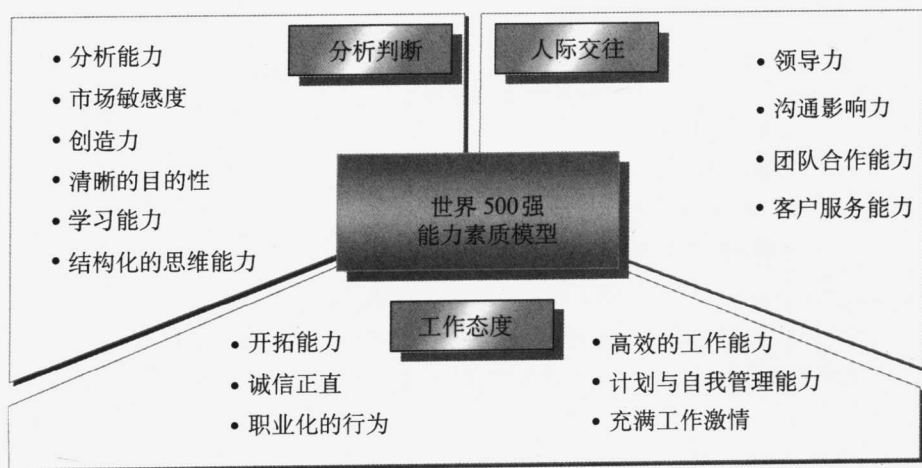 分析判断
• 分析能力
• 市场敏感度
• 创造力
• 清晰的目的性
• 学习能力
• 结构化的思维能力
人际交往
• 领导力
• 沟通影响力
• 团队合作能力
• 客户服务能力
世界 500 强
能力素质模型
工作态度
• 开拓能力
• 诚信正直
• 职业化的行为
• 高效的工作能力
• 计划与自我管理能力
• 充满工作激情